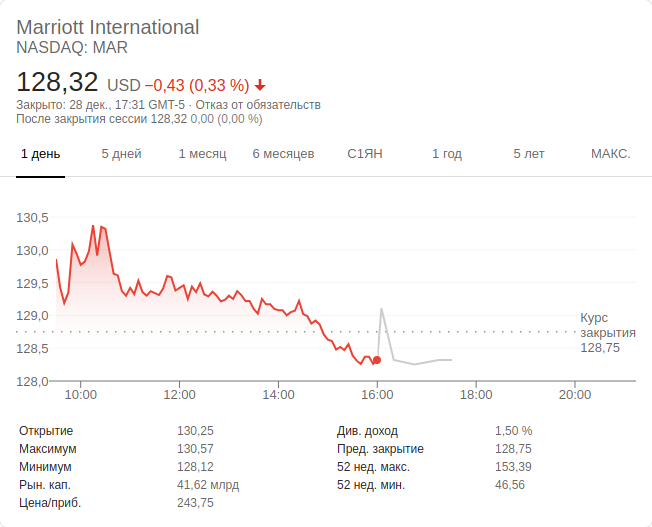 Marriott International
NASDAQ: MAR
128,32 USD −0,43 (0,33 %)
Закрыто: 28 дек., 17:31 GMT-5 · Отказ от обязательств
После закрытия сессии 128,32 0,00 (0,00 %)
1 день 5 дней 1 месяц 6 месяцев С1ЯН 1 год 5 лет МАКС.
130,5
130,0
129,5
129,0
Курс
закрытия
128,75
128,5
128,0
10:00 12:00 14:00 16:00 18:00 20:00
Открытие 130,25 Див. доход 1,50 %
Максимум 130,57 Пред. закрытие 128,75
Минимум 128,12 52 нед. макс. 153,39
Рын. кап. 41,62 млрд 52 нед. мин. 46,56
Цена/приб. 243,75